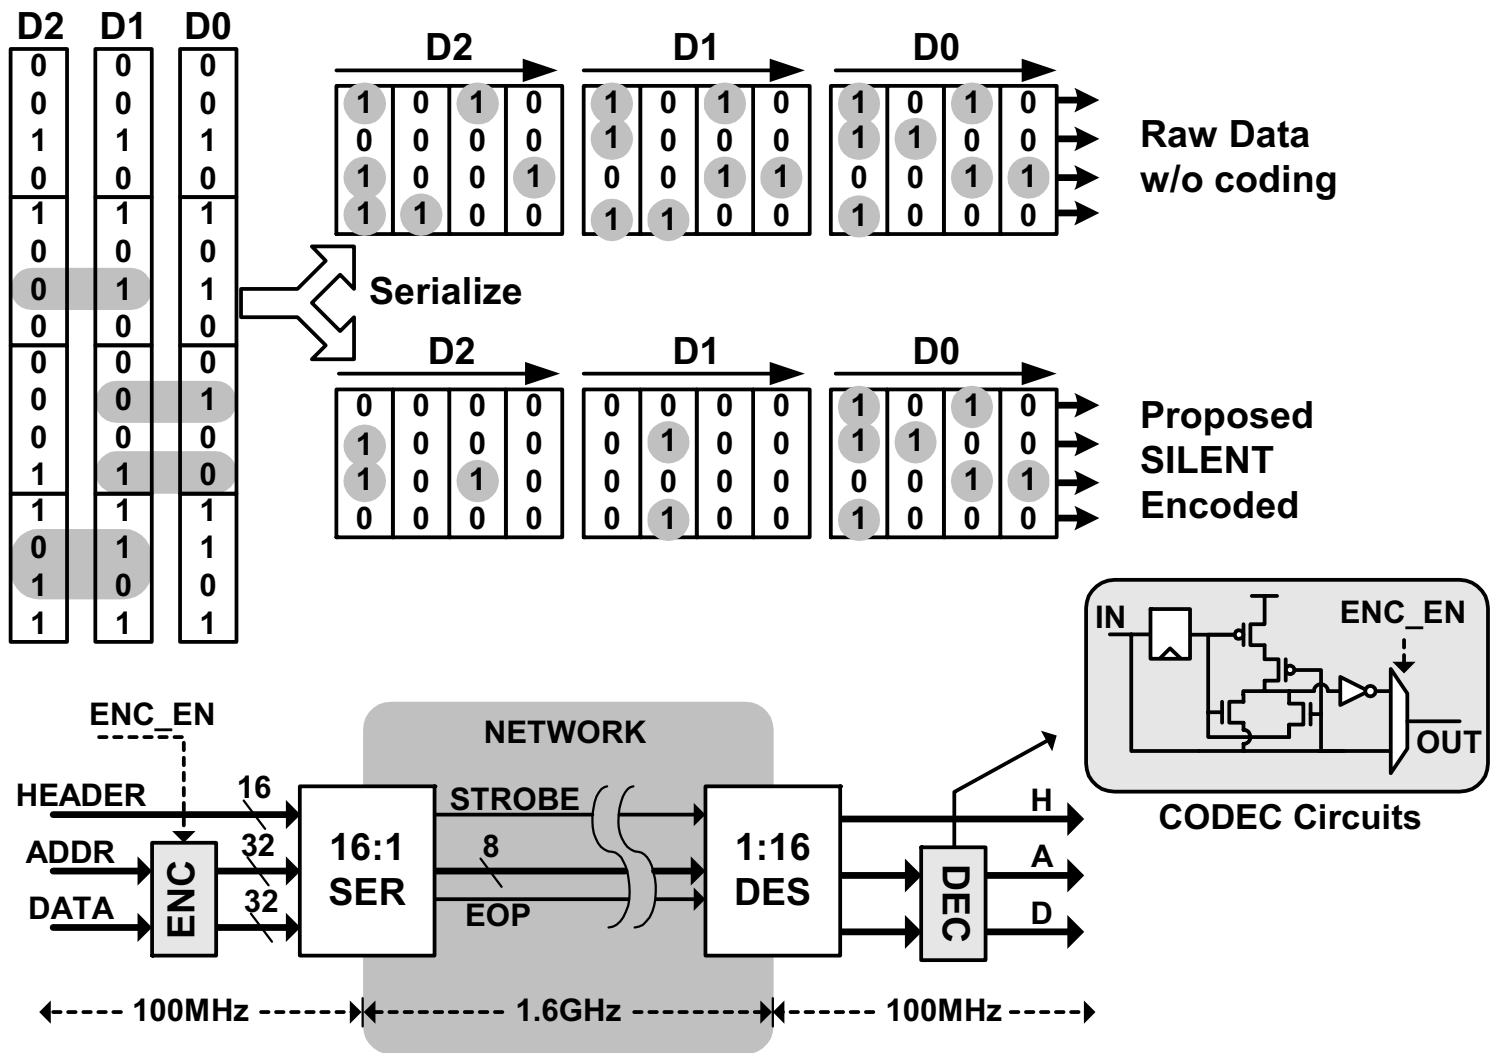 D2 D1 D0
0 0 0
0 0 0
1 1 1
0 0 0
1 1 1
0 0 0
0 1 1
0 0 0
0 0 0
0 0 1
0 0 0
1 1 0
1 1 1
0 1 1
1 0 0
1 1 1
D2 D1 D0
1 0 1 0 1 0 1 0 1 0 1 0
0 0 0 0 1 0 0 0 1 1 0 0
1 0 0 1 0 0 1 1 0 0 1 1
1 1 0 0 1 1 0 0 1 0 0 0
Raw Data
w/o coding
Serialize
D2 D1 D0
0 0 0 0 0 0 0 0 1 0 1 0
1 0 0 0 0 1 0 0 1 1 0 0
1 0 1 0 0 0 0 0 0 0 1 1
0 0 0 0 0 1 0 0 1 0 0 0
Proposed
SILENT
Encoded
IN
ENC_EN
OUT
CODEC Circuits
ENC_EN
NETWORK
HEADER 16
ADDR 32
DATA 32
ENC
16:1
SER
STROBE
8
EOP
1:16
DES
DEC
H
A
D
100MHz 1.6GHz 100MHz